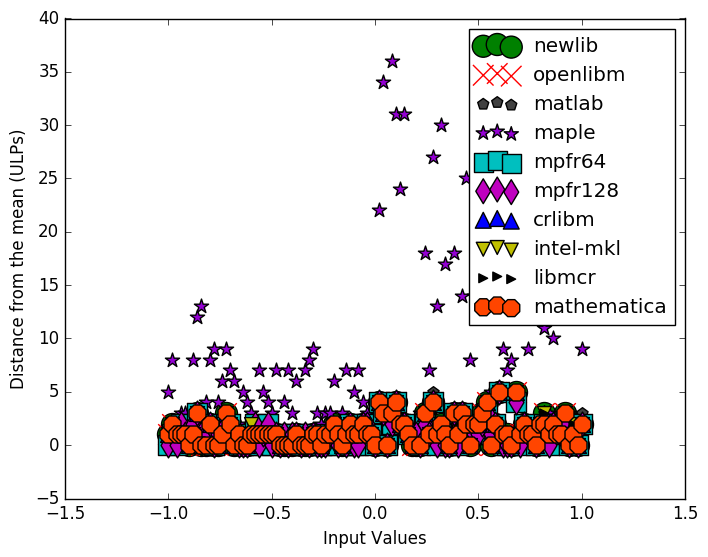 40
35
30
25
20
15
10
5
0
−5
Distance from the mean (ULPs)
−1.5
−1.0
−0.5
0.0
0.5
1.0
1.5
Input Values
newlib
openlibm
matlab
maple
mpfr64
mpfr128
crlibm
intel-mkl
libmcr
mathematica